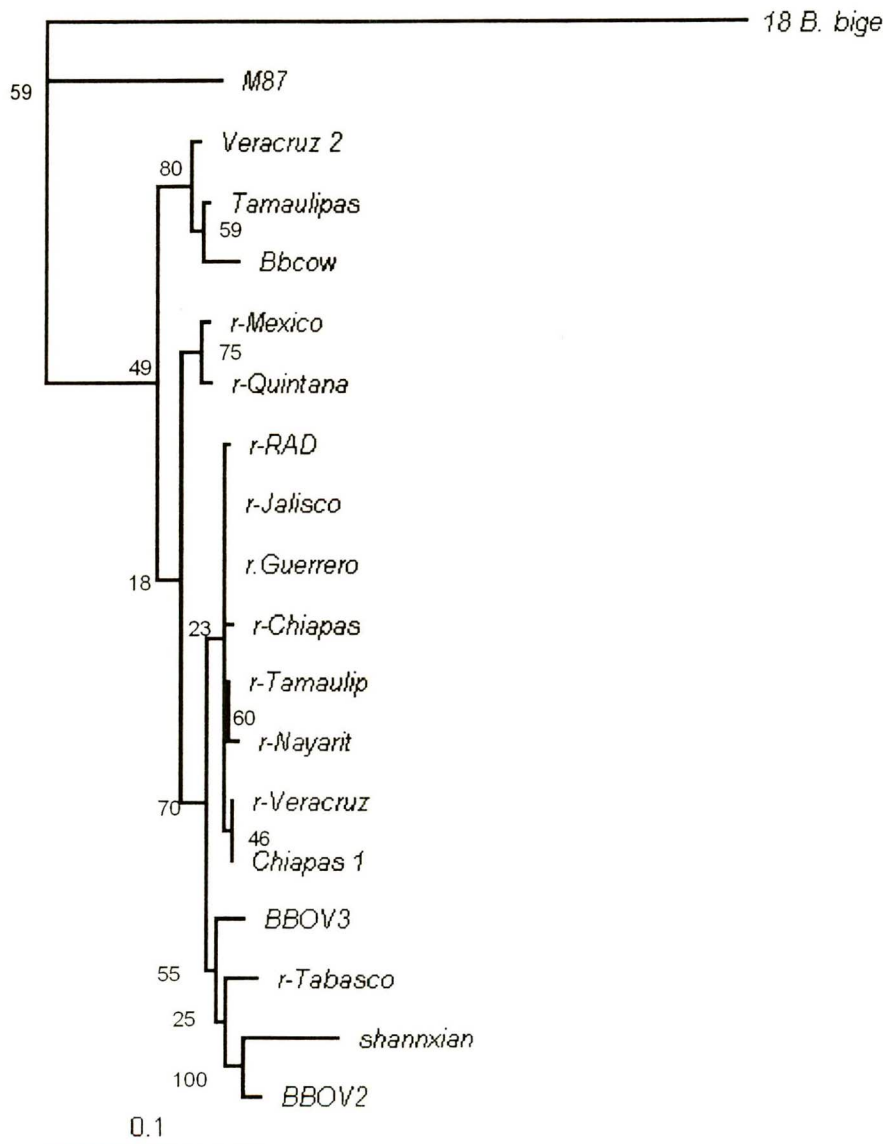 18 B. bige
59
M87
Veracruz 2
80
Tamaulipas
59
Bbcow
r-Mexico
75
49
r-Quintana
r-RAD
r-Jalisco
r.Guerrero
18
r-Chiapas
23
r-Tamaulip
60
r-Nayarit
r-Veracruz
70
46
Chiapas 1
BBOV3
55
r-Tabasco
25
shannxian
100
BBOV2
0.1